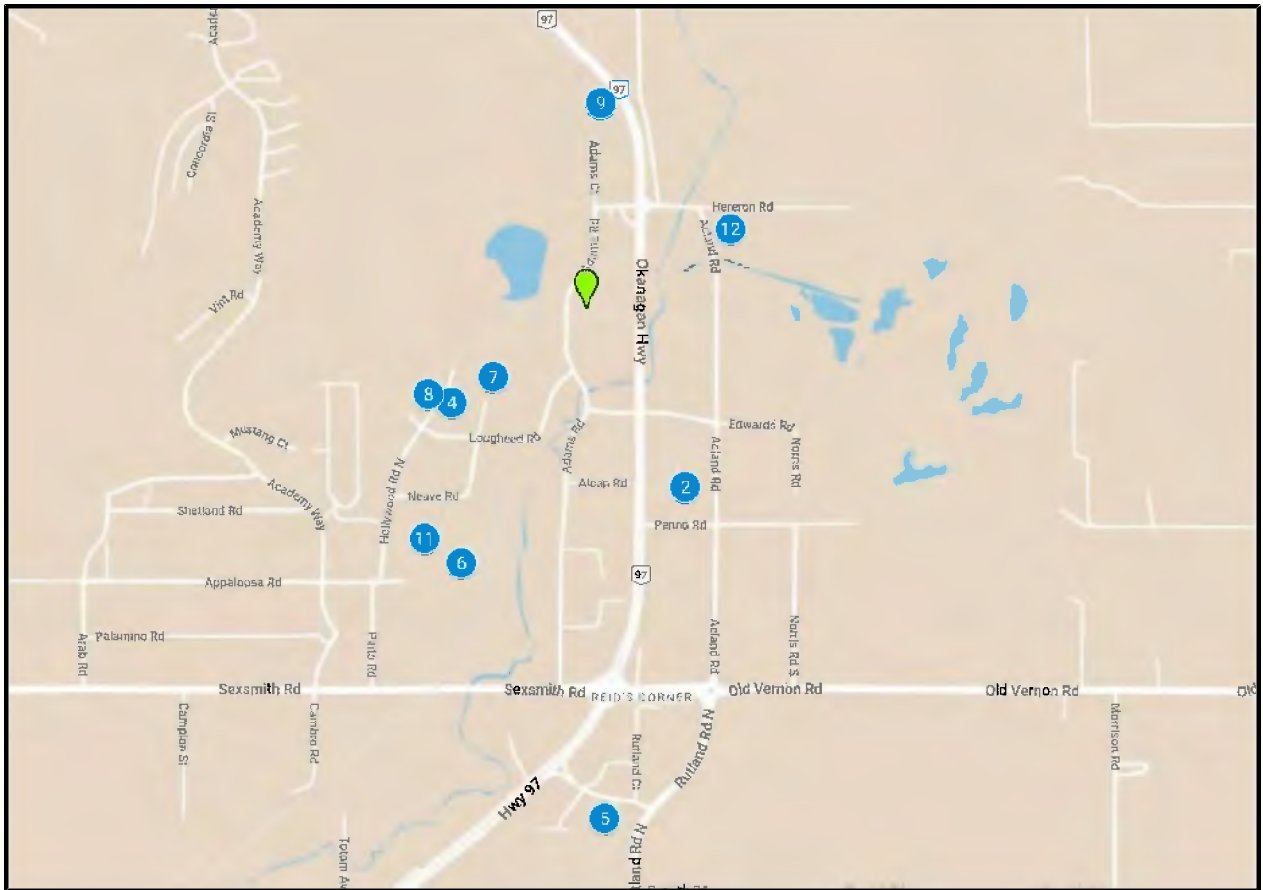 97
97
9
Concordia St
Adams Ct
Hereron Rd
12
Academy Way
Acland Rd
Okanagan Hwy
Vint Rd
7
8
4
Mustang Ct
Lougheed Rd
Adams Rd
Edwards Rd
Norris Rd
Acland Rd
Academy Way
Hollywood Rd N
Neave Rd
Alcap Rd
2
Shetland Rd
Penno Rd
11
6
97
Appaloosa Rd
Arab Rd
Palomino Rd
Pinto Rd
Acland Rd
Norris Rd S
Sexsmith Rd
Sexsmith Rd
REID'S CORNER
Old Vernon Rd
Old Vernon Rd
Old
Campion St
Cambro Rd
Rutland Ct
Rutland Rd N
Morrison Rd
Hwy 97
5